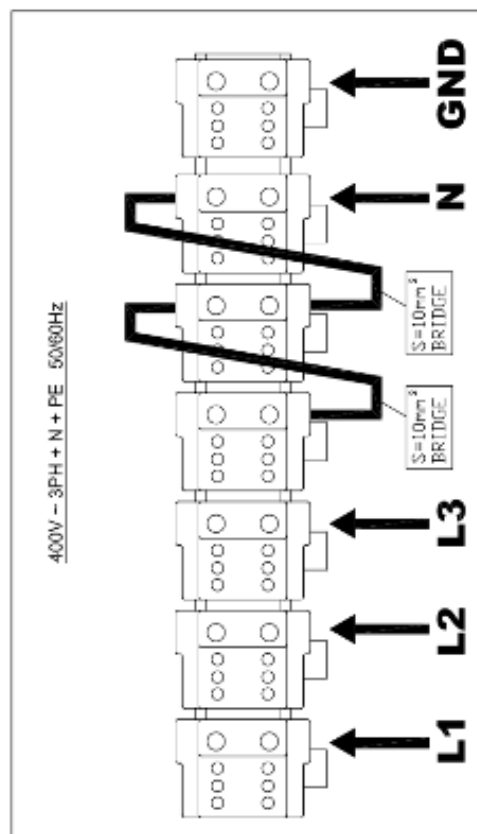 400V - 3PH + N + PE 50/60Hz
GND
N
S=10mm²
BRIDGE
S=10mm²
BRIDGE
L3
L2
L1